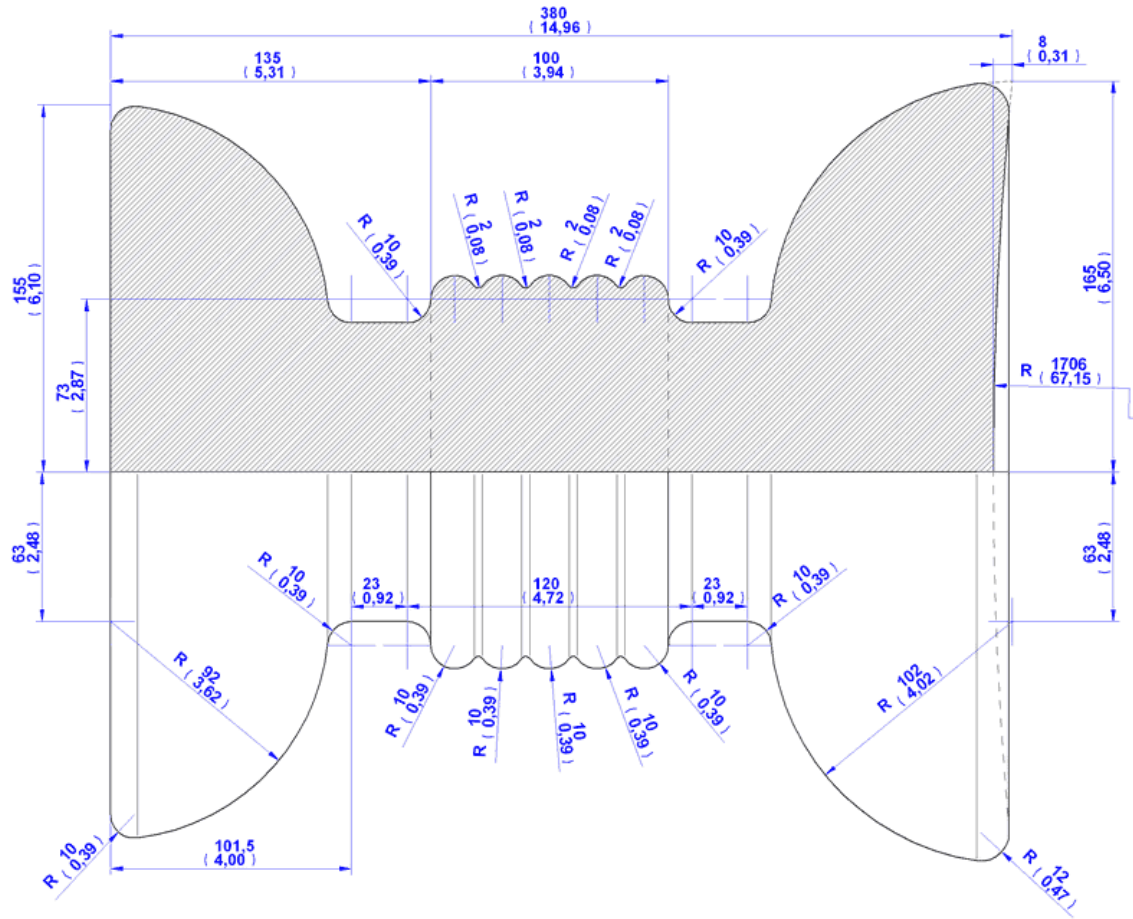 380
( 14,96 )
8
( 0,31 )
135
( 5,31 )
100
( 3,94 )
R 2
( 0,08 )
R 2
( 0,08 )
R 2
( 0,08 )
R 2
( 0,08 )
R 10
( 0,39 )
R 10
( 0,39 )
155
( 6,10 )
165
( 6,50 )
73
( 2,87 )
R 1706
( 67,15 )
63
( 2,48 )
63
( 2,48 )
R 10
( 0,39 )
23
( 0,92 )
120
( 4,72 )
23
( 0,92 )
R 10
( 0,39 )
R 92
( 3,62 )
R 10
( 0,39 )
R 10
( 0,39 )
R 10
( 0,39 )
R 10
( 0,39 )
R 10
( 0,39 )
R 102
( 4,02 )
R 10
( 0,39 )
101,5
( 4,00 )
R 12
( 0,47 )